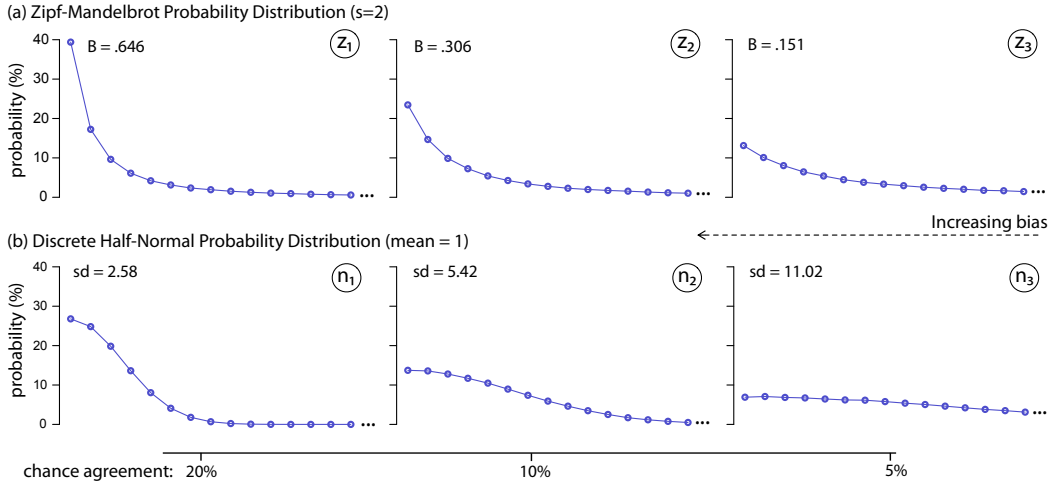 (a) Zipf-Mandelbrot Probability Distribution (s=2)
probability (%)
40
30
20
10
0
B = .646
z1
...
B = .306
z2
...
B = .151
z3
...
Increasing bias
(b) Discrete Half-Normal Probability Distribution (mean = 1)
probability (%)
40
30
20
10
0
sd = 2.58
n1
...
sd = 5.42
n2
...
sd = 11.02
n3
...
chance agreement: 20% 10% 5%